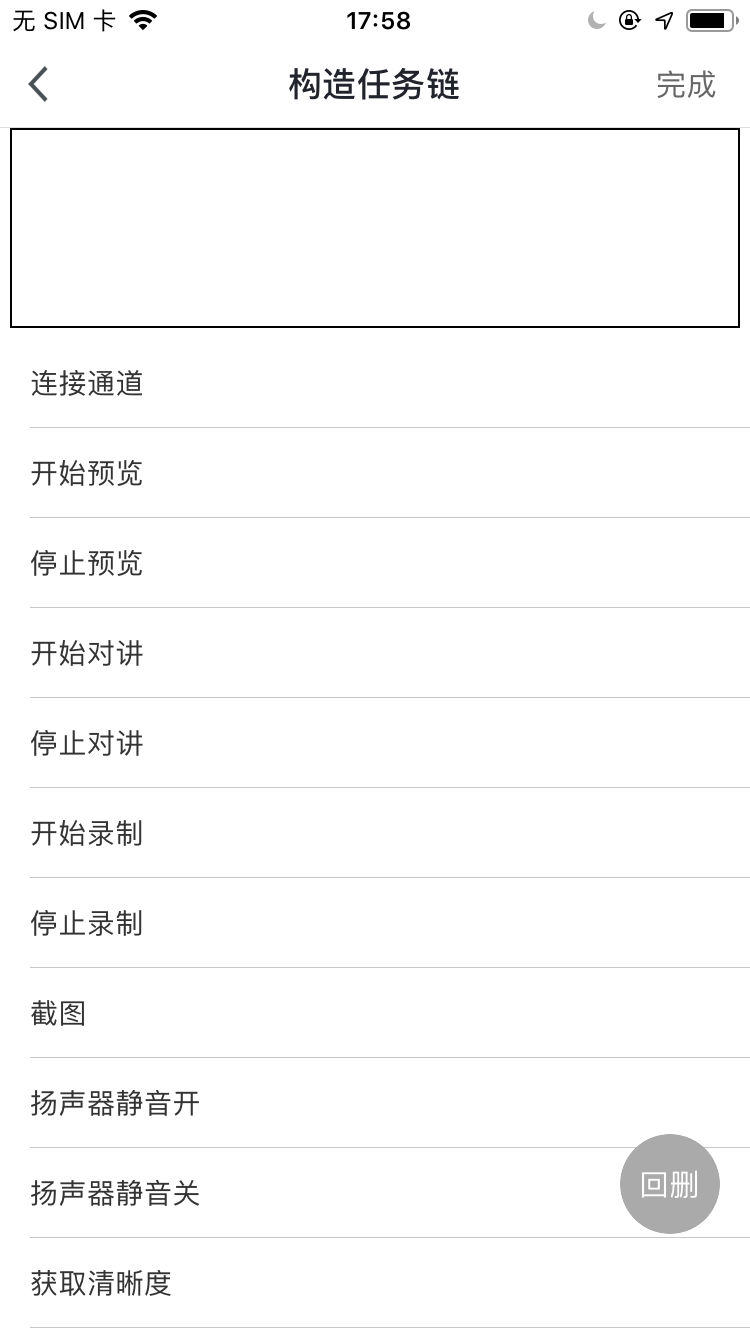 无 SIM 卡
17:58
构造任务链
完成
连接通道
开始预览
停止预览
开始对讲
停止对讲
开始录制
停止录制
截图
扬声器静音开
扬声器静音关
回删
获取清晰度